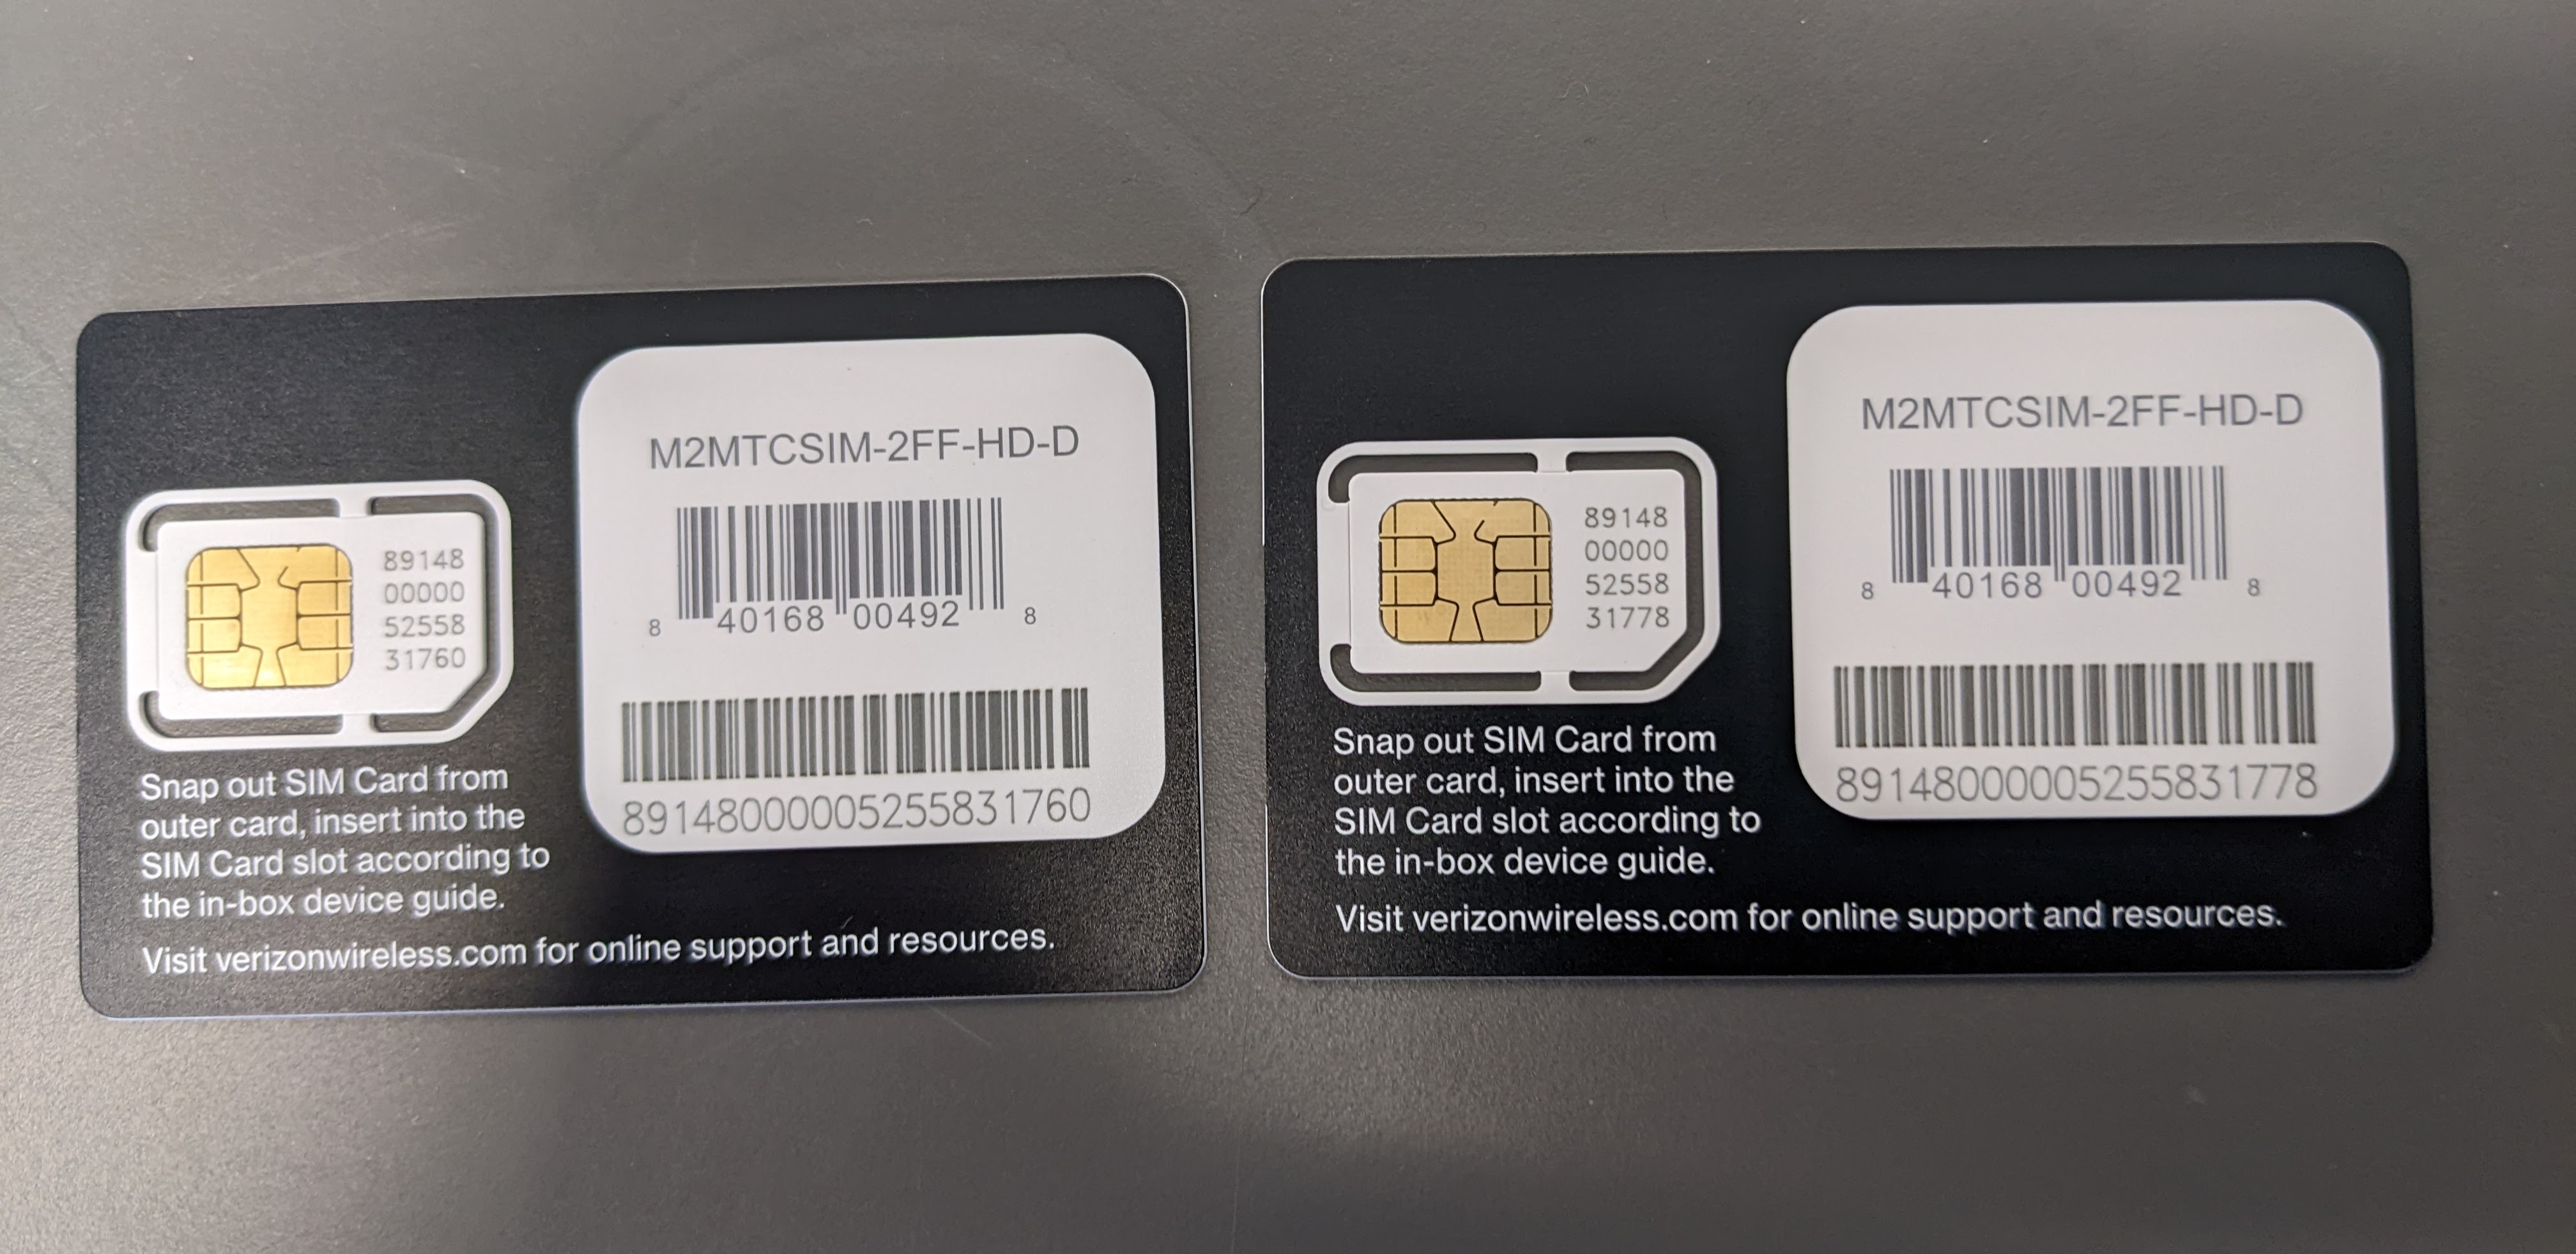 89148
00000
52558
31760
M2MTCSIM-2FF-HD-D
8 40168 00492 8
89148000005255831760
Snap out SIM Card from
outer card, insert into the
SIM Card slot according to
the in-box device guide.
Visit verizonwireless.com for online support and resources.
89148
00000
52558
31778
M2MTCSIM-2FF-HD-D
8 40168 00492 8
89148000005255831778
Snap out SIM Card from
outer card, insert into the
SIM Card slot according to
the in-box device guide.
Visit verizonwireless.com for online support and resources.